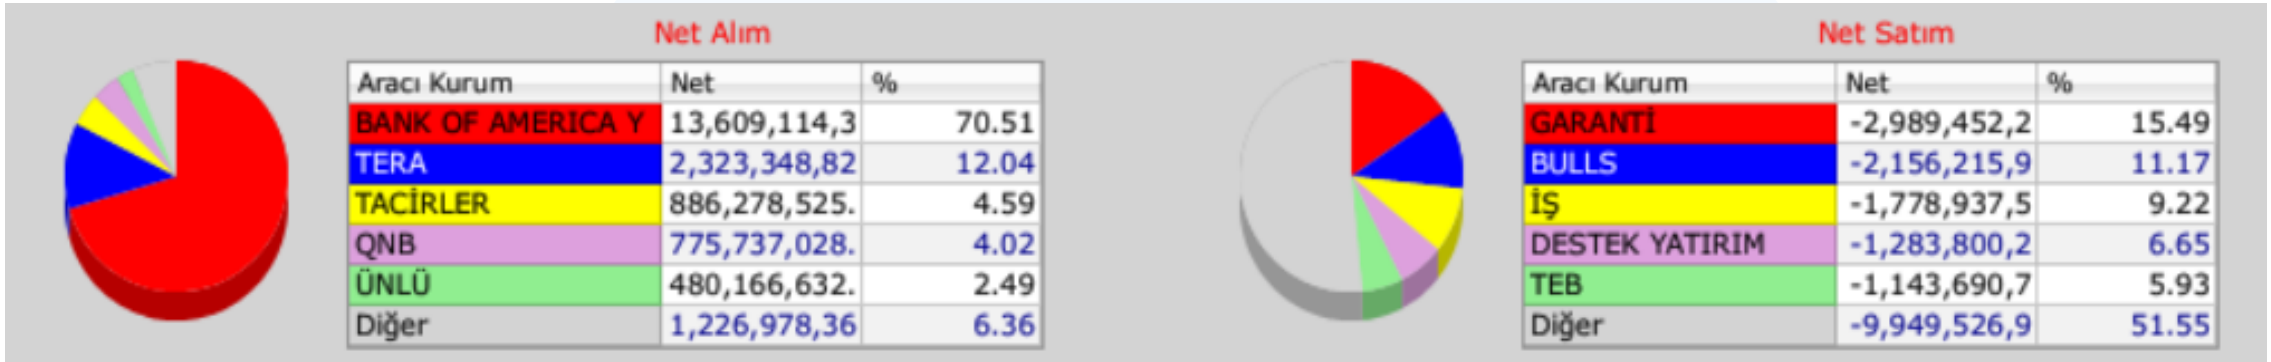 Net Alım
Aracı Kurum Net %
BANK OF AMERICA Y 13,609,114,3 70.51
TERA 2,323,348,82 12.04
TACİRLER 886,278,525. 4.59
QNB 775,737,028. 4.02
ÜNLÜ 480,166,632. 2.49
Diğer 1,226,978,36 6.36
Net Satım
Aracı Kurum Net %
GARANTİ -2,989,452,2 15.49
BULLS -2,156,215,9 11.17
İŞ -1,778,937,5 9.22
DESTEK YATIRIM -1,283,800,2 6.65
TEB -1,143,690,7 5.93
Diğer -9,949,526,9 51.55